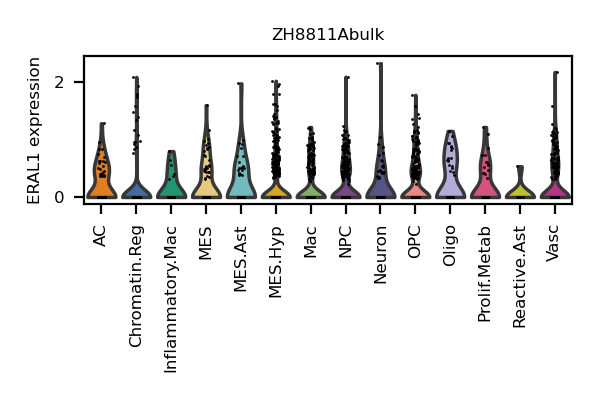 ZH8811Abulk
ERAL1 expression
2
0
AC
Chromatin.Reg
Inflammatory.Mac
MES
MES.Ast
MES.Hyp
Mac
NPC
Neuron
OPC
Oligo
Prolif.Metab
Reactive.Ast
Vasc